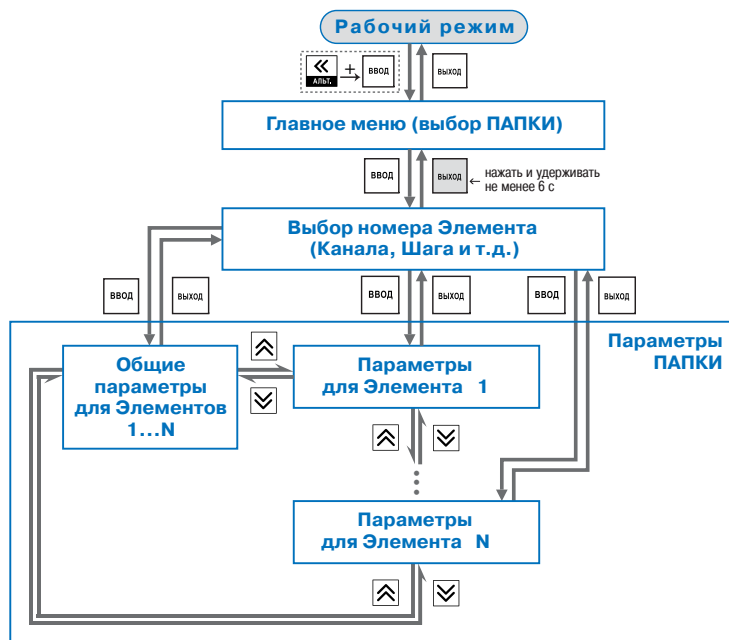 Рабочий режим
«
АЛЬТ.
+
ВВОД
ВЫХОД
Главное меню (выбор ПАПКИ)
ВВОД
ВЫХОД
← нажать и удерживать
не менее 6 с
Выбор номера Элемента
(Канала, Шага и т.д.)
ВВОД
ВЫХОД
ВВОД
ВЫХОД
ВВОД
ВЫХОД
Параметры
ПАПКИ
Общие
параметры
для Элементов
1...N
Параметры
для Элемента 1
Параметры
для Элемента N